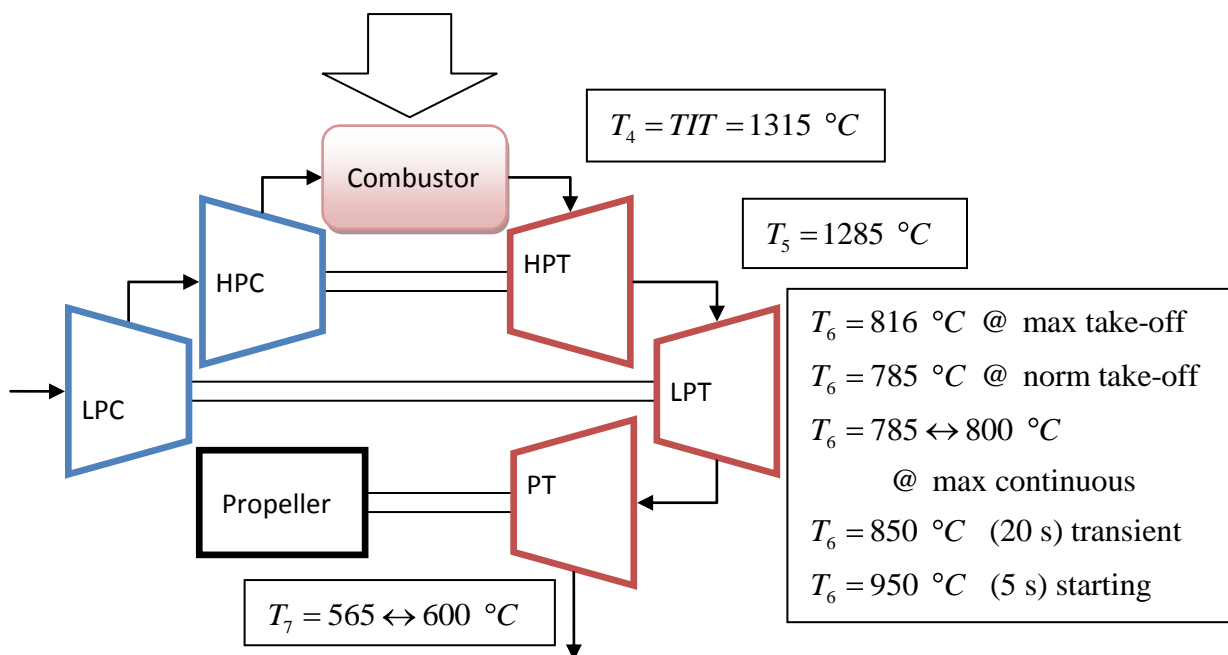 T4 = TIT = 1315 °C
Combustor
T5 = 1285 °C
HPC
HPT
T6 = 816 °C @ max take-off
T6 = 785 °C @ norm take-off
T6 = 785 ↔ 800 °C
@ max continuous
T6 = 850 °C (20 s) transient
T6 = 950 °C (5 s) starting
LPC
LPT
PT
Propeller
T7 = 565 ↔ 600 °C